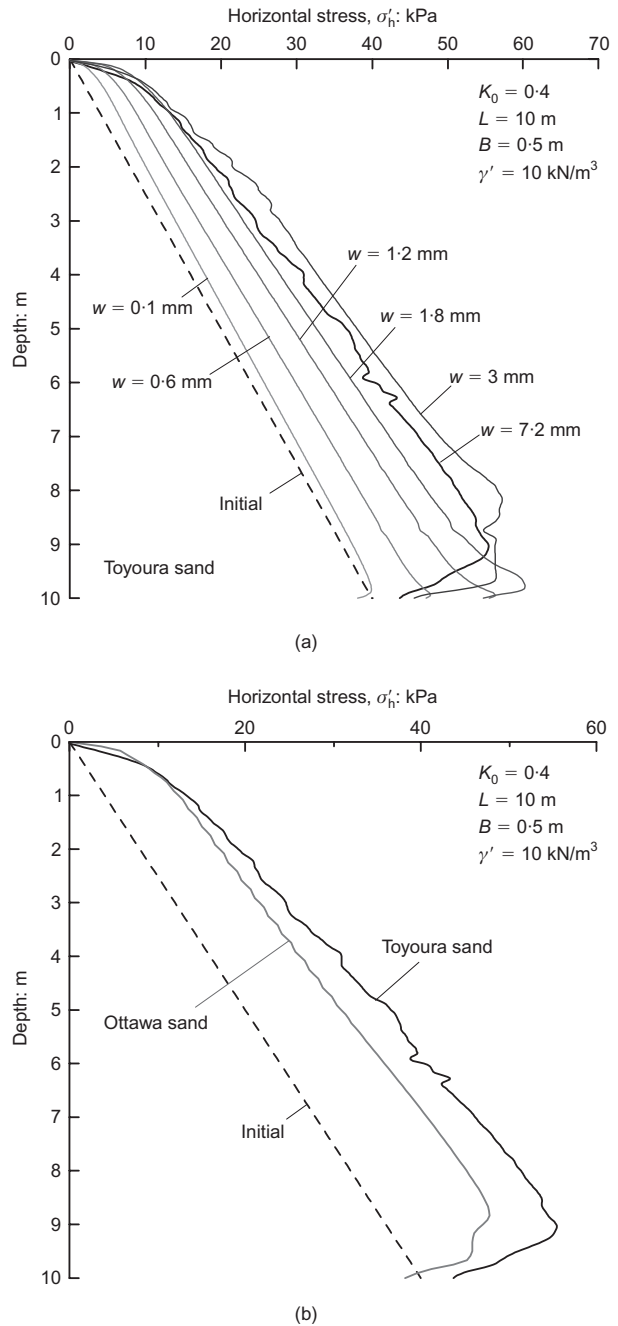 Horizontal stress, σ′h: kPa
0 10 20 30 40 50 60 70
0
1
2
3
4
5
6
7
8
9
10
Depth: m
K0 = 0·4
L = 10 m
B = 0·5 m
γ′ = 10 kN/m³
w = 1·2 mm
w = 0·1 mm
w = 1·8 mm
w = 0·6 mm
w = 3 mm
w = 7·2 mm
Initial
Toyoura sand
(a)
Horizontal stress, σ′h: kPa
0 20 40 60
0
1
2
3
4
5
6
7
8
9
10
Depth: m
K0 = 0·4
L = 10 m
B = 0·5 m
γ′ = 10 kN/m³
Toyoura sand
Ottawa sand
Initial
(b)